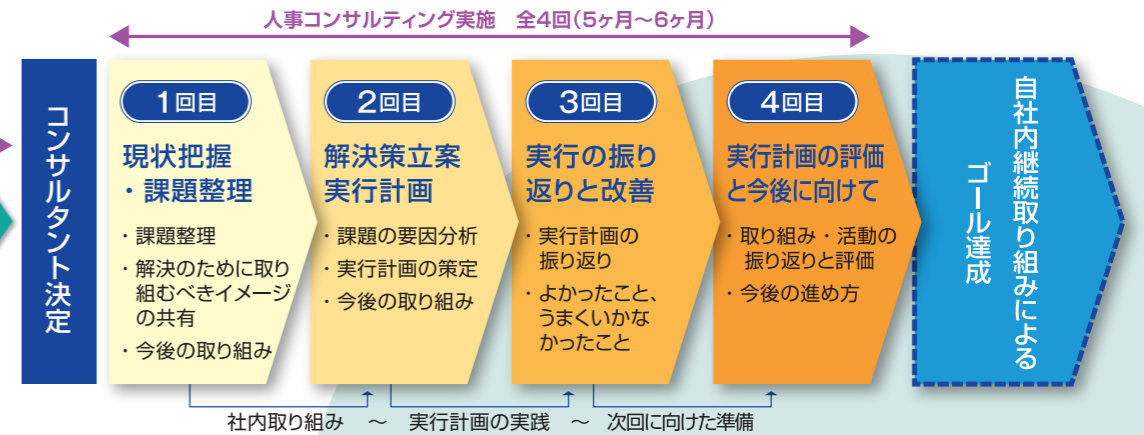 人事コンサルティング実施　全4回(5ヶ月～6ヶ月)
コンサルタント決定
1回目
現状把握
・課題整理
・課題整理
・解決のために取り
組むべきイメージ
の共有
・今後の取り組み
2回目
解決策立案
実行計画
・課題の要因分析
・実行計画の策定
・今後の取り組み
3回目
実行の振り
返りと改善
・実行計画の
振り返り
・よかったこと、
うまくいかな
かったこと
4回目
実行計画の評価
と今後に向けて
・取り組み・活動の
振り返りと評価
・今後の進め方
自社内継続取り組みによる
ゴール達成
社内取り組み　～　実行計画の実践　～　次回に向けた準備